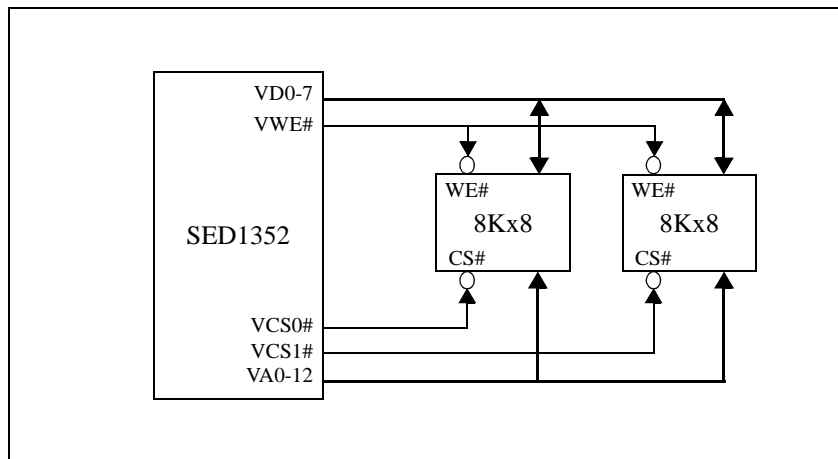 VD0-7
VWE#
WE#
WE#
8Kx8
8Kx8
SED1352
CS#
CS#
VCS0#
VCS1#
VA0-12